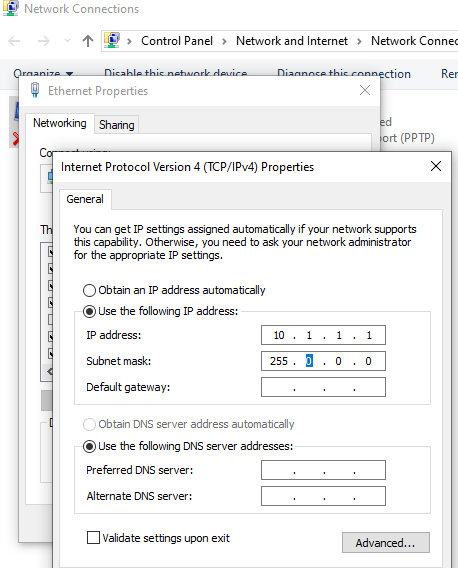 Network Connections
Control Panel > Network and Internet > Network Connec
Organize Disable this network device Diagnose this connection Ren
Ethernet Properties
Networking Sharing
Internet Protocol Version 4 (TCP/IPv4) Properties
General
You can get IP settings assigned automatically if your network supports
this capability. Otherwise, you need to ask your network administrator
for the appropriate IP settings.
Obtain an IP address automatically
Use the following IP address:
IP address: 10 . 1 . 1 . 1
Subnet mask: 255 . 0 . 0 . 0
Default gateway: . . .
Obtain DNS server address automatically
Use the following DNS server addresses:
Preferred DNS server: . . .
Alternate DNS server: . . .
Validate settings upon exit
Advanced...
(PPTP)